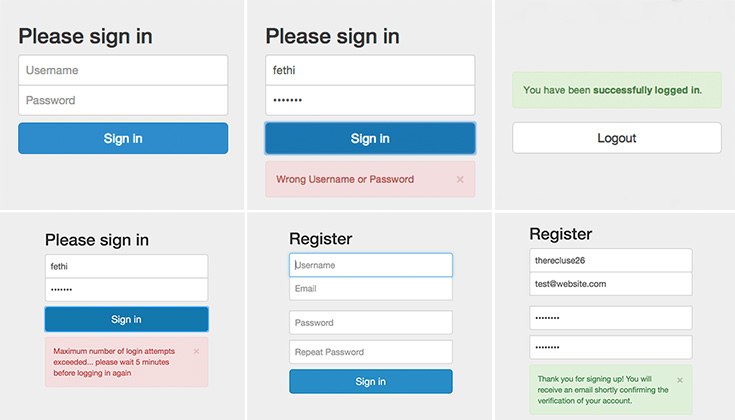 Please sign in
Username
Password
Sign in
Please sign in
fethi
•••••••
Sign in
Wrong Username or Password ×
You have been successfully logged in.
Logout
Please sign in
fethi
•••••••
Sign in
Maximum number of login attempts ×
exceeded... please wait 5 minutes
before logging in again
Register
Username
Email
Password
Repeat Password
Sign in
Register
therecluse26
test@website.com
••••••••
••••••••
Thank you for signing up! You will ×
receive an email shortly confirming the
verification of your account.